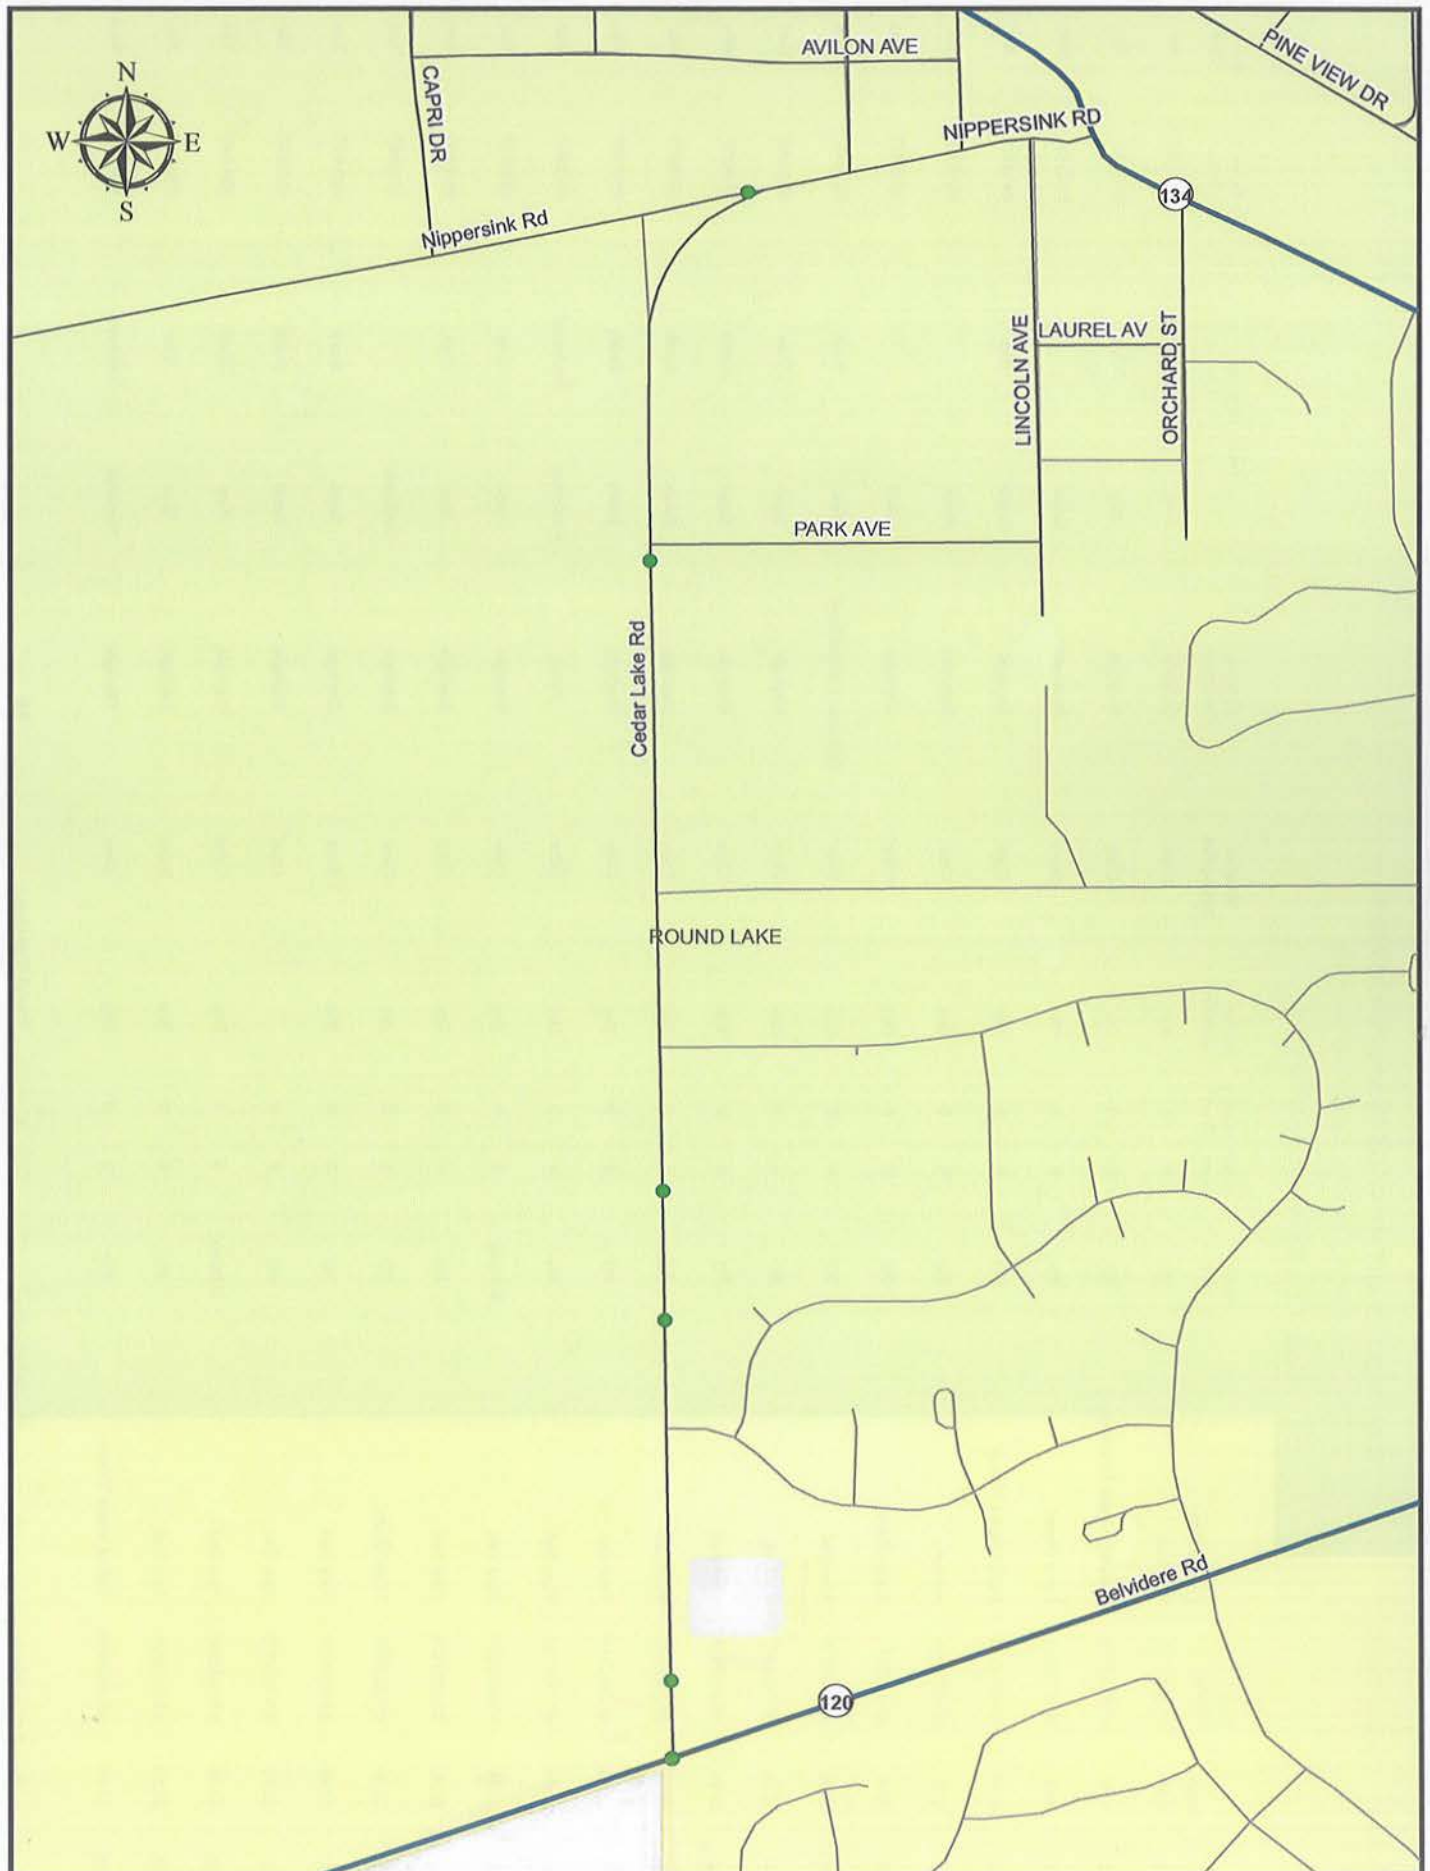 AVILON AVE
PINE VIEW DR
N
CAPRI DR
NIPPERSINK RD
W
E
134
S
Nippersink Rd
LINCOLN AVE
LAUREL AV
ORCHARD ST
PARK AVE
Cedar Lake Rd
ROUND LAKE
Belvidere Rd
120